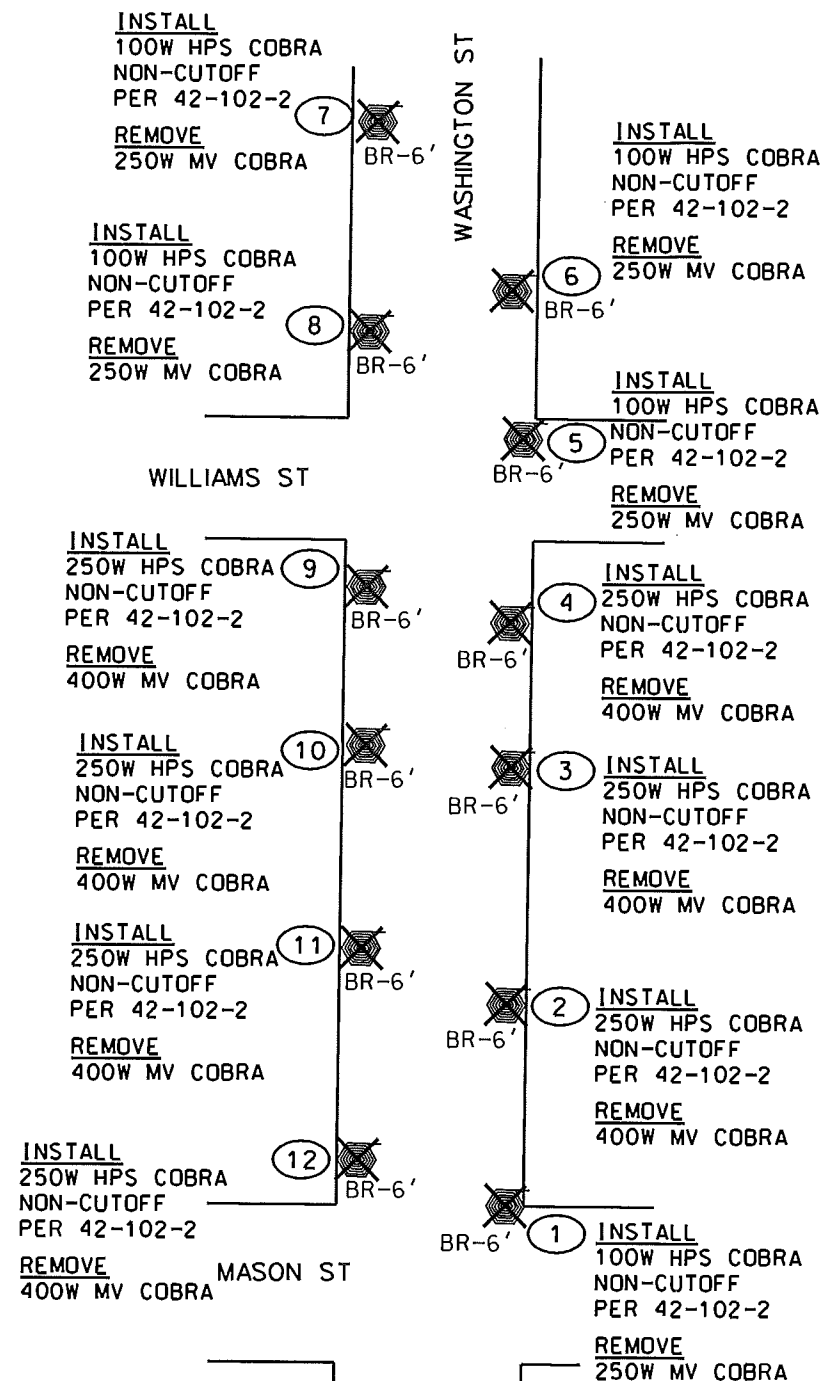 INSTALL
100W HPS COBRA
NON-CUTOFF
PER 42-102-2
REMOVE
250W MV COBRA
7
BR-6'
WASHINGTON ST
INSTALL
100W HPS COBRA
NON-CUTOFF
PER 42-102-2
REMOVE
250W MV COBRA
6
BR-6'
INSTALL
100W HPS COBRA
NON-CUTOFF
PER 42-102-2
REMOVE
250W MV COBRA
8
BR-6'
INSTALL
100W HPS COBRA
NON-CUTOFF
PER 42-102-2
REMOVE
250W MV COBRA
5
BR-6'
WILLIAMS ST
INSTALL
250W HPS COBRA
NON-CUTOFF
PER 42-102-2
REMOVE
400W MV COBRA
9
BR-6'
INSTALL
250W HPS COBRA
NON-CUTOFF
PER 42-102-2
REMOVE
400W MV COBRA
4
BR-6'
INSTALL
250W HPS COBRA
NON-CUTOFF
PER 42-102-2
REMOVE
400W MV COBRA
10
BR-6'
INSTALL
250W HPS COBRA
NON-CUTOFF
PER 42-102-2
REMOVE
400W MV COBRA
3
BR-6'
INSTALL
250W HPS COBRA
NON-CUTOFF
PER 42-102-2
REMOVE
400W MV COBRA
11
BR-6'
INSTALL
250W HPS COBRA
NON-CUTOFF
PER 42-102-2
REMOVE
400W MV COBRA
2
BR-6'
INSTALL
250W HPS COBRA
NON-CUTOFF
PER 42-102-2
REMOVE
400W MV COBRA
12
BR-6'
MASON ST
INSTALL
100W HPS COBRA
NON-CUTOFF
PER 42-102-2
REMOVE
250W MV COBRA
1
BR-6'